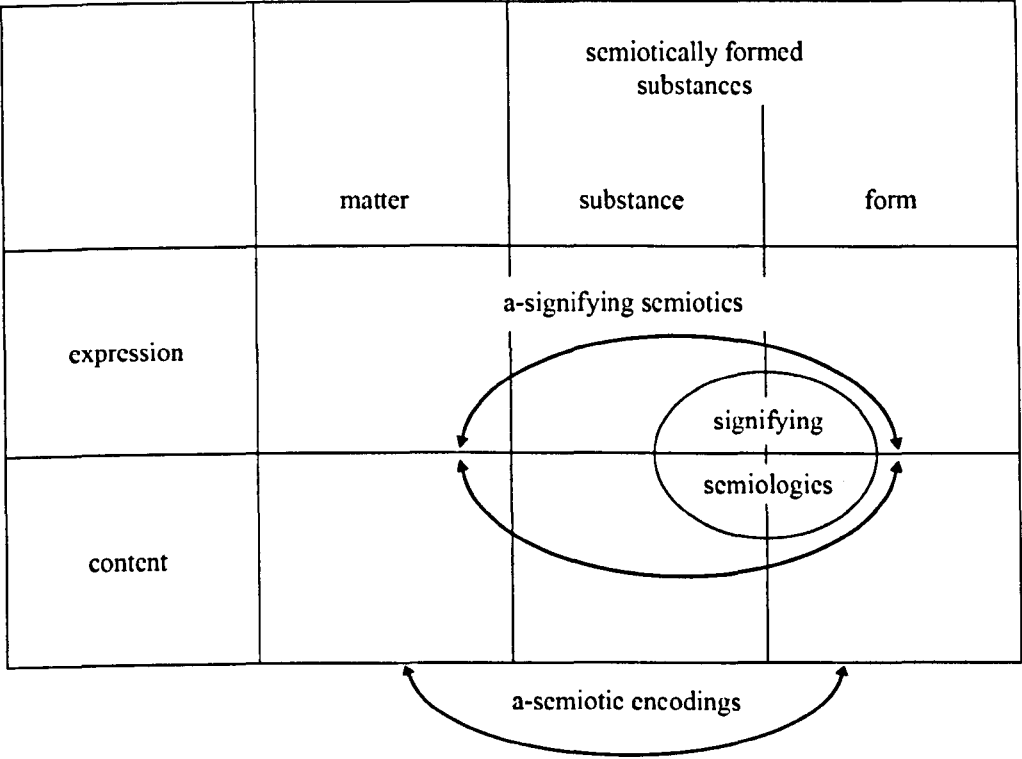 semiotically formed
substances
matter
substance
form
a-signifying semiotics
expression
signifying
semiologies
content
a-semiotic encodings